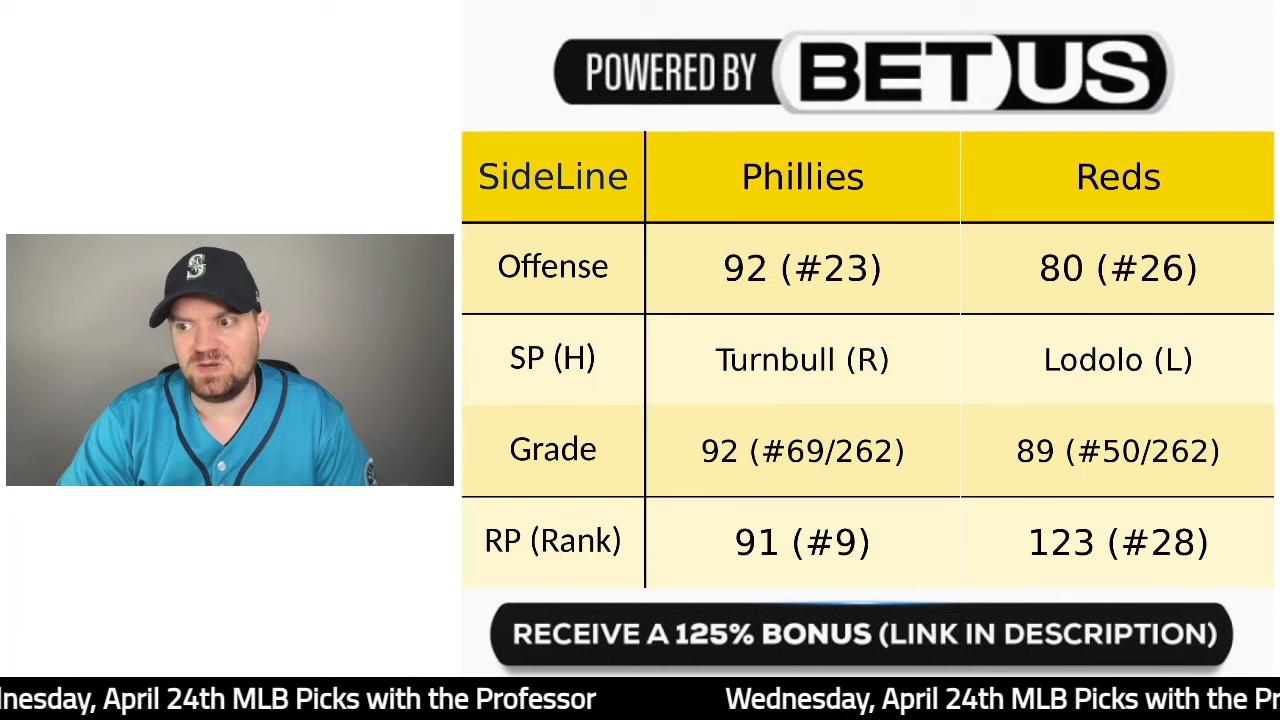 POWERED BY BETUS
SideLine Phillies Reds
Offense 92 (#23) 80 (#26)
SP (H) Turnbull (R) Lodolo (L)
Grade 92 (#69/262) 89 (#50/262)
RP (Rank) 91 (#9) 123 (#28)
S
RECEIVE A 125% BONUS (LINK IN DESCRIPTION)
nesday, April 24th MLB Picks with the Professor Wednesday, April 24th MLB Picks with the Pr